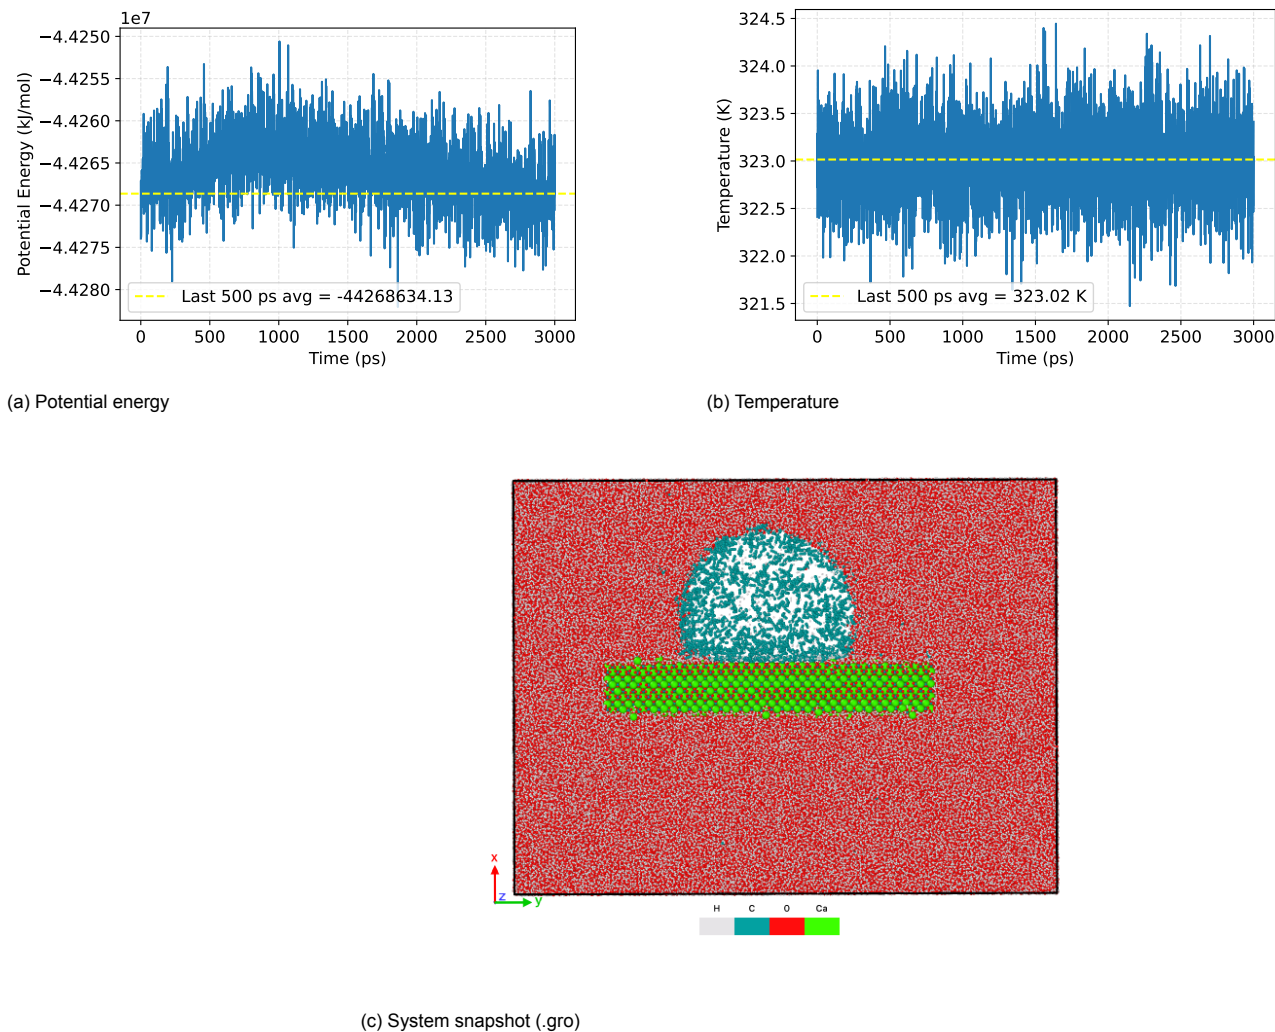 1e7
−4.4250
−4.4255
−4.4260
−4.4265
−4.4270
−4.4275
−4.4280
Potential Energy (kJ/mol)
Last 500 ps avg = -44268634.13
0 500 1000 1500 2000 2500 3000
Time (ps)
(a) Potential energy
324.5
324.0
323.5
323.0
322.5
322.0
321.5
Temperature (K)
Last 500 ps avg = 323.02 K
0 500 1000 1500 2000 2500 3000
Time (ps)
(b) Temperature
x
z
y
H C O Ca
(c) System snapshot (.gro)